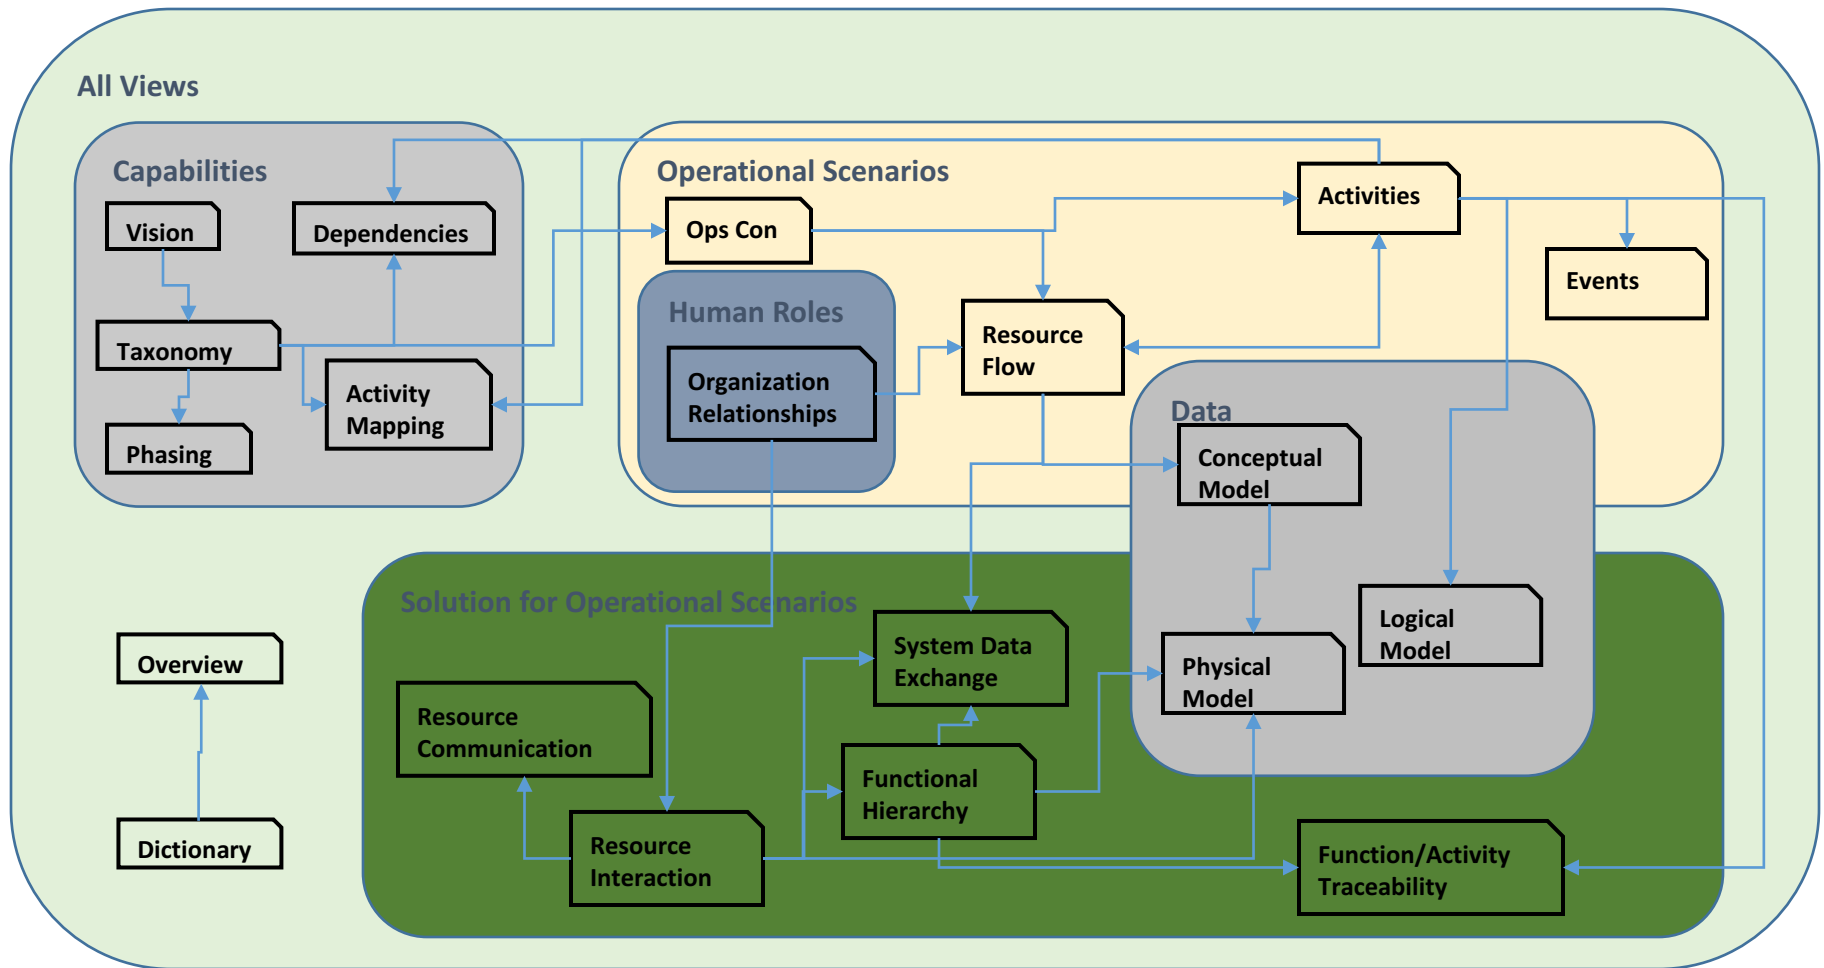 All Views
Capabilities
Vision
Dependencies
Taxonomy
Activity
Mapping
Phasing
Operational Scenarios
Ops Con
Activities
Events
Human Roles
Organization
Relationships
Resource
Flow
Data
Conceptual
Model
Logical
Model
Physical
Model
Solution for Operational Scenarios
System Data
Exchange
Resource
Communication
Functional
Hierarchy
Resource
Interaction
Function/Activity
Traceability
Overview
Dictionary